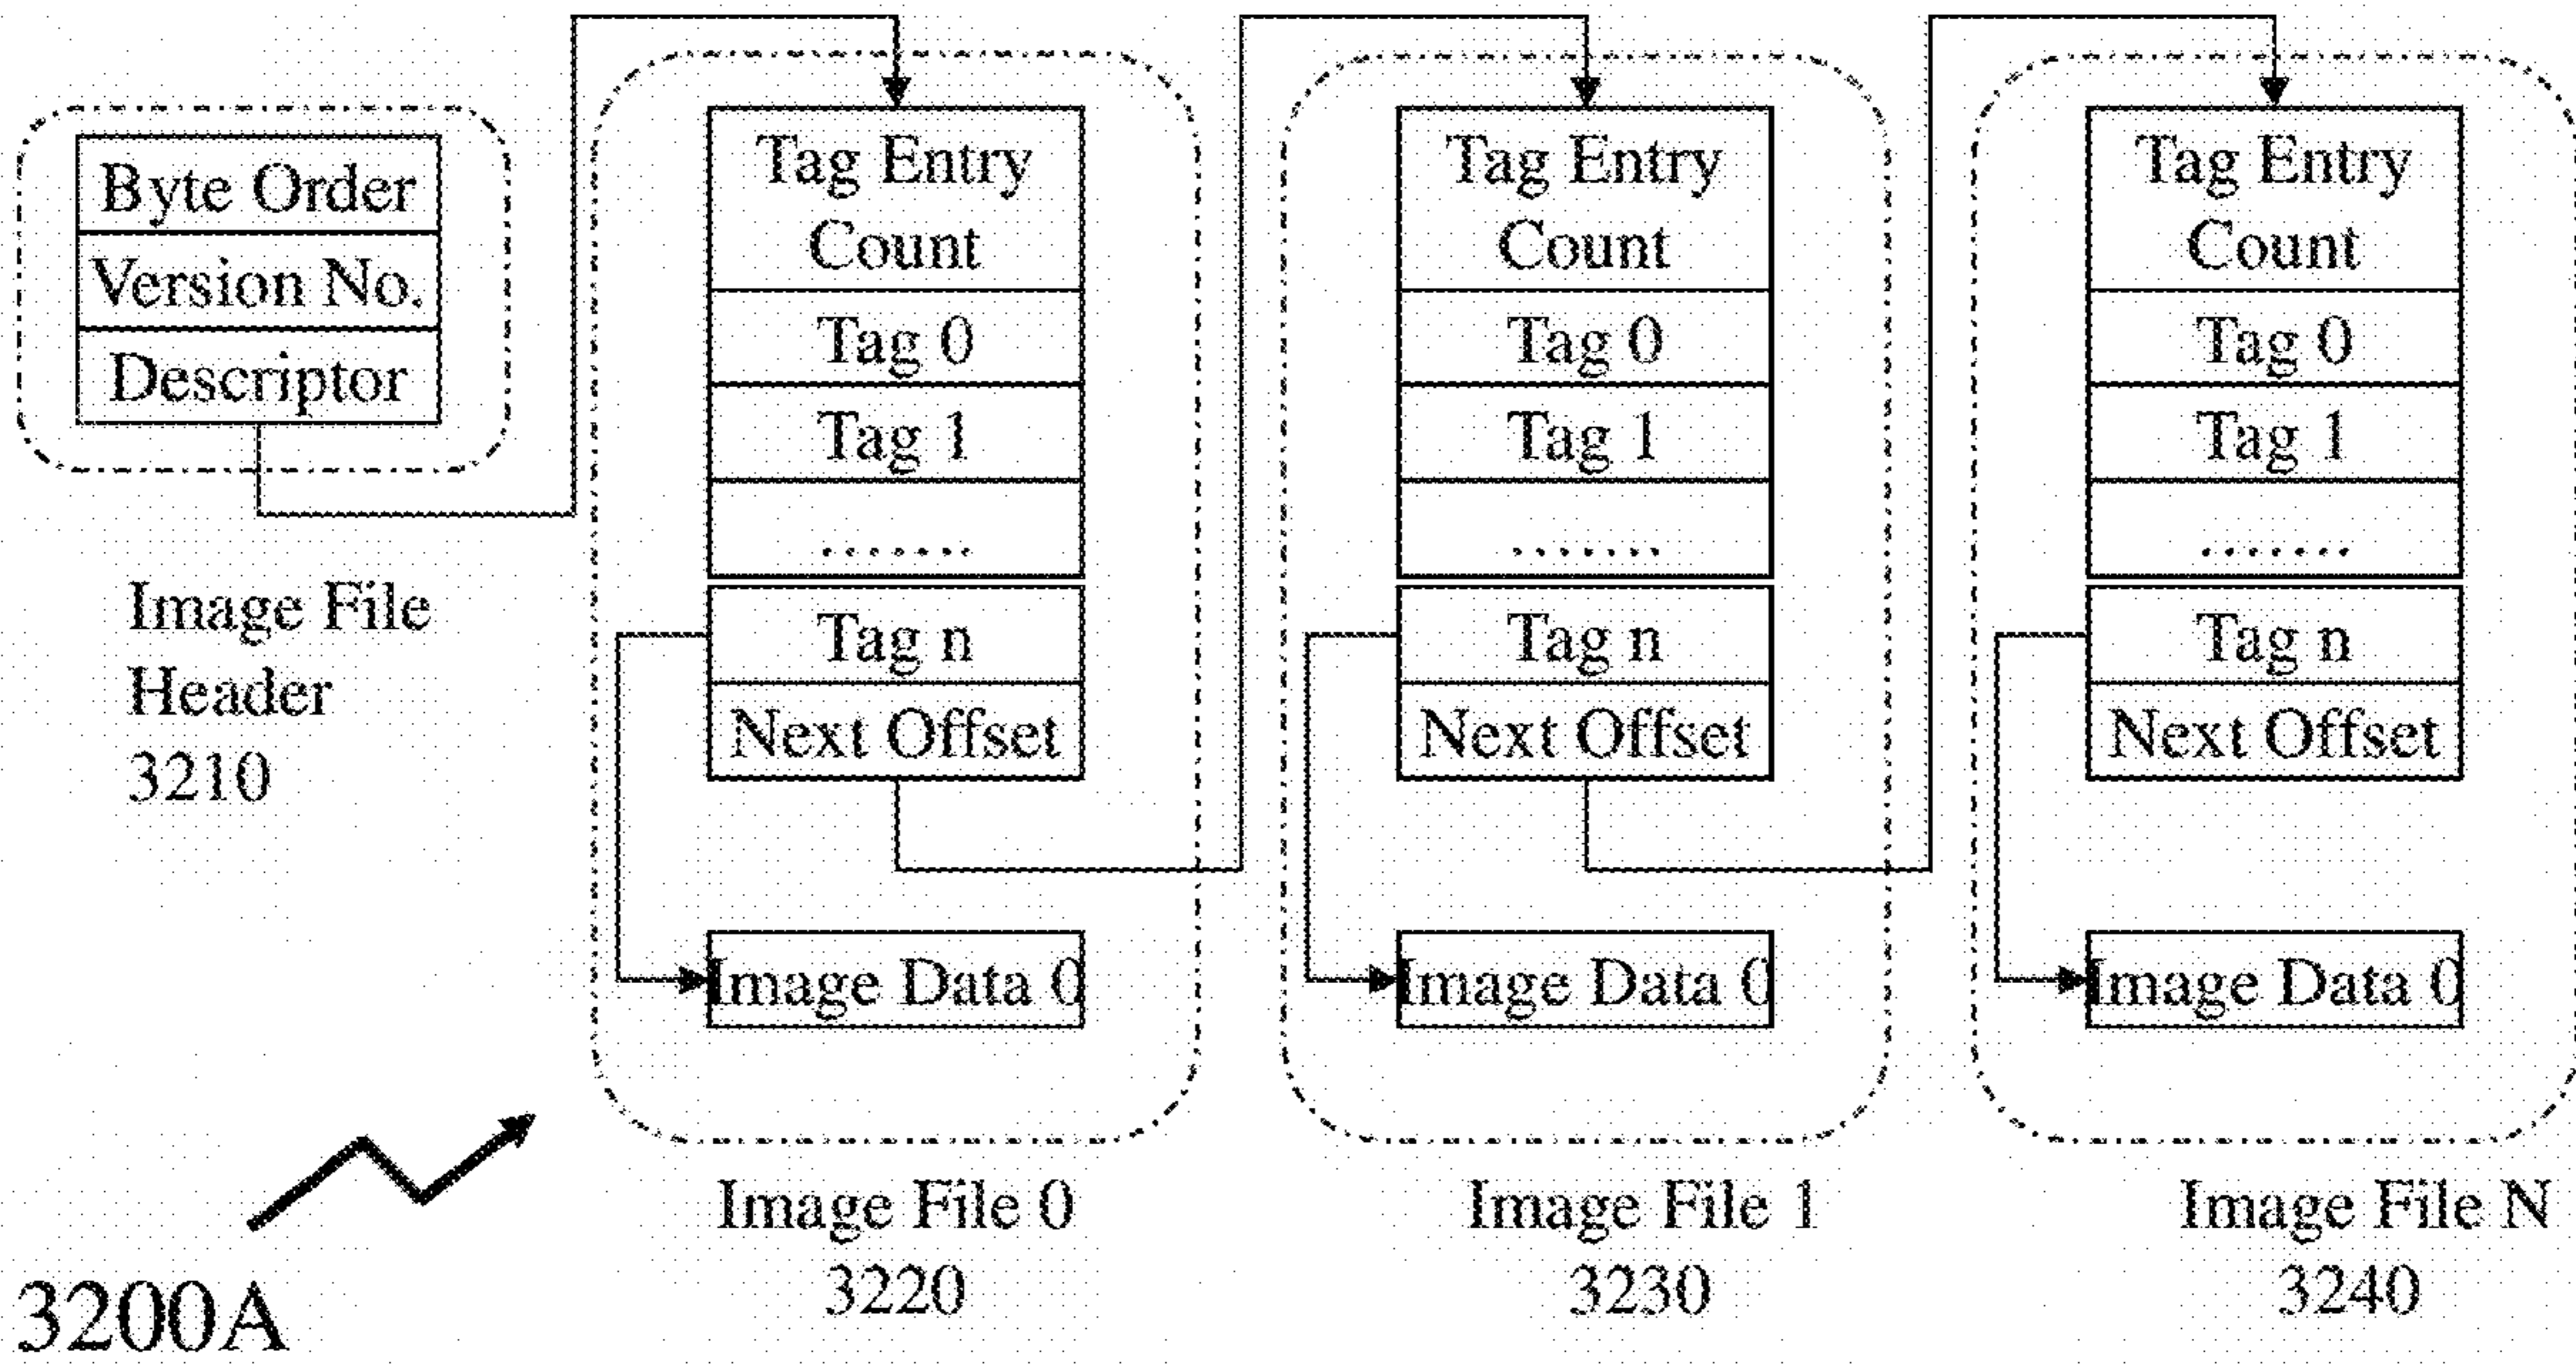 Byte Order
Version No.
Descriptor
Image File
Header
3210
Tag Entry
Count
Tag 0
Tag 1
.......
Tag n
Next Offset
Image Data 0
Image File 0
3220
Tag Entry
Count
Tag 0
Tag 1
.......
Tag n
Next Offset
Image Data 0
Image File 1
3230
Tag Entry
Count
Tag 0
Tag 1
.......
Tag n
Next Offset
Image Data 0
Image File N
3240
3200A